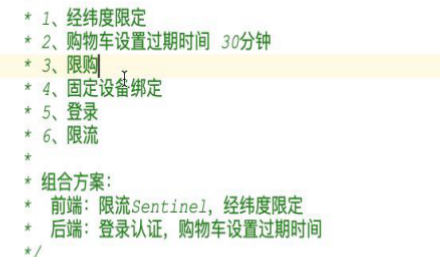 * 1、经纬度限定
* 2、购物车设置过期时间 30分钟
* 3、限购
* 4、固定设备绑定
* 5、登录
* 6、限流
*
* 组合方案：
* 前端：限流Sentinel，经纬度限定
* 后端：登录认证，购物车设置过期时间
*/